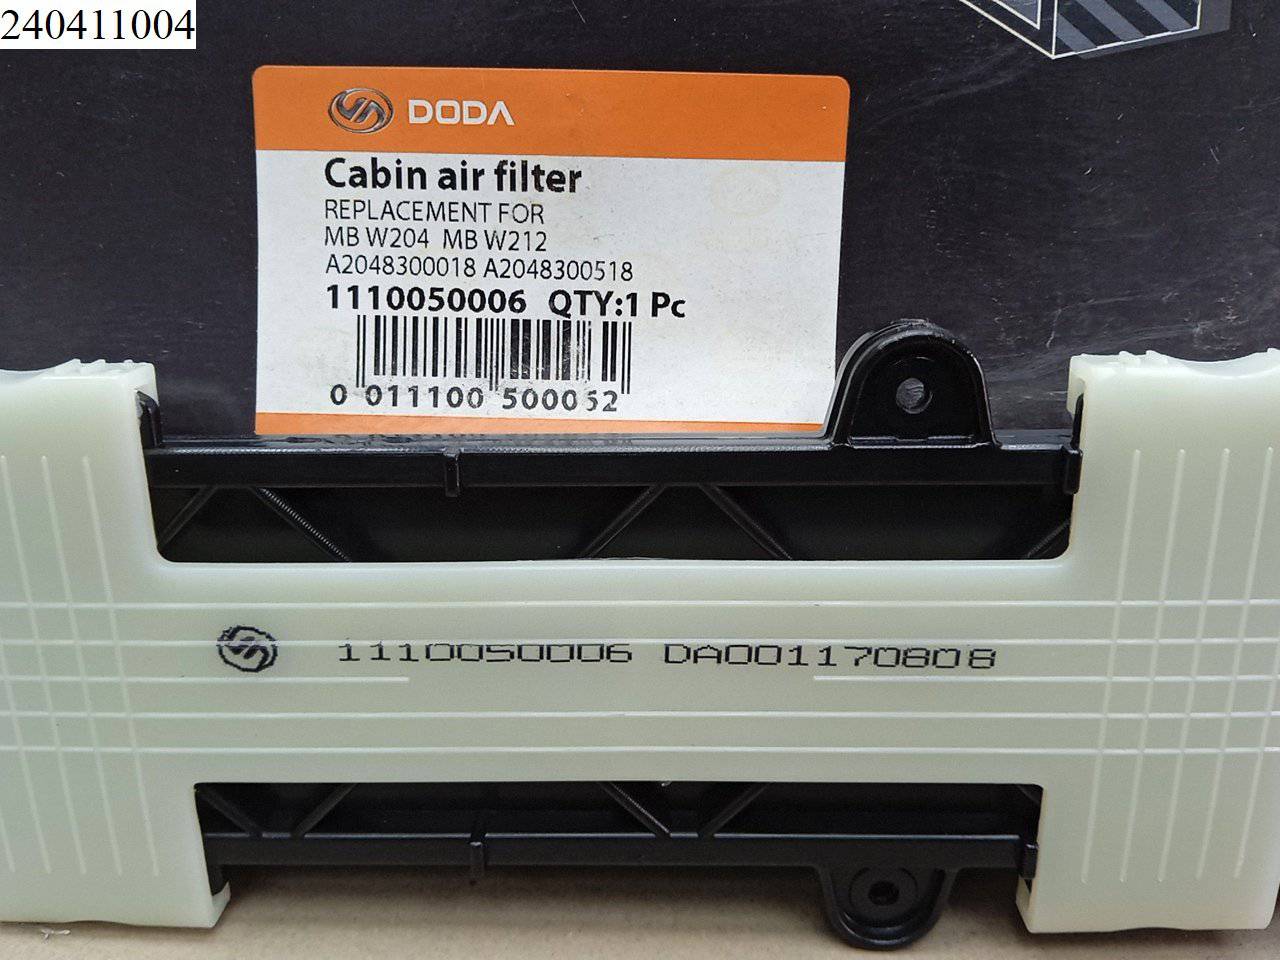 240411004
DODA
Cabin air filter
REPLACEMENT FOR
MB W204 MB W212
A2048300018 A2048300518
1110050006 QTY:1 Pc
0 011100 500052
1110050006 DA001170808